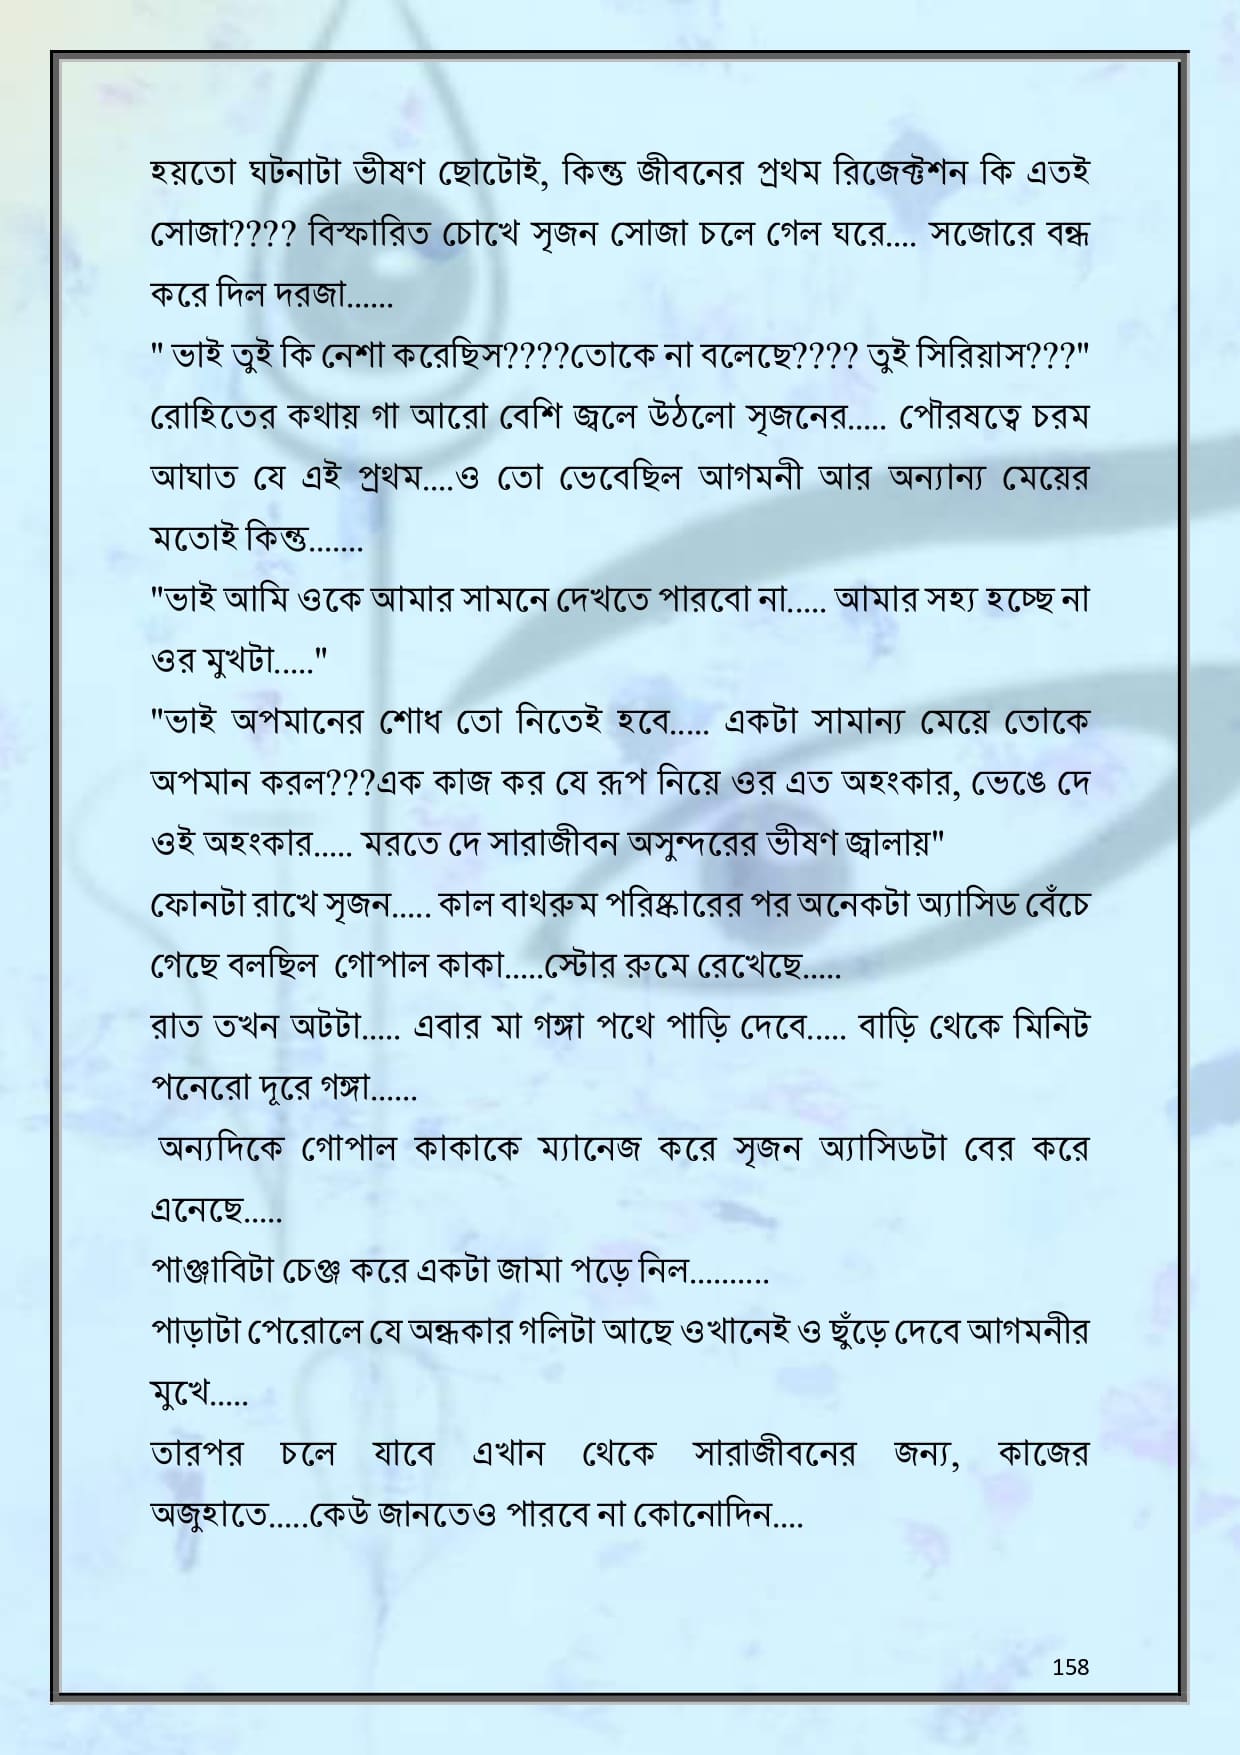 হয়তো ঘটনাটা ভীষণ ছোটোই, কিন্তু জীবনের প্রথম রিজেক্টশন কি এতই
সোজা???? বিস্ফারিত চোখে সৃজন সোজা চলে গেল ঘরে.... সজোরে বন্ধ
করে দিল দরজা......
" ভাই তুই কি নেশা করেছিস????তোকে না বলেছে???? তুই সিরিয়াস???"
রোহিতের কথায় গা আরো বেশি জ্বলে উঠলো সৃজনের..... পৌরষত্বে চরম
আঘাত যে এই প্রথম....ও তো ভেবেছিল আগমনী আর অন্যান্য মেয়ের
মতোই কিন্তু.......
"ভাই আমি ওকে আমার সামনে দেখতে পারবো না..... আমার সহ্য হচ্ছে না
ওর মুখটা....."
"ভাই অপমানের শোধ তো নিতেই হবে..... একটা সামান্য মেয়ে তোকে
অপমান করল???এক কাজ কর যে রূপ নিয়ে ওর এত অহংকার, ভেঙে দে
ওই অহংকার..... মরতে দে সারাজীবন অসুন্দরের ভীষণ জ্বালায়"
ফোনটা রাখে সৃজন..... কাল বাথরুম পরিষ্কারের পর অনেকটা অ্যাসিড বেঁচে
গেছে বলছিল গোপাল কাকা.....স্টোর রুমে রেখেছে.....
রাত তখন অটটা..... এবার মা গঙ্গা পথে পাড়ি দেবে..... বাড়ি থেকে মিনিট
পনেরো দূরে গঙ্গা......
অন্যদিকে গোপাল কাকাকে ম্যানেজ করে সৃজন অ্যাসিডটা বের করে
এনেছে.....
পাঞ্জাবিটা চেঞ্জ করে একটা জামা পড়ে নিল..........
পাড়াটা পেরোলে যে অন্ধকার গলিটা আছে ওখানেই ও ছুঁড়ে দেবে আগমনীর
মুখে.....
তারপর চলে যাবে এখান থেকে সারাজীবনের জন্য, কাজের
অজুহাতে.....কেউ জানতেও পারবে না কোনোদিন....
158